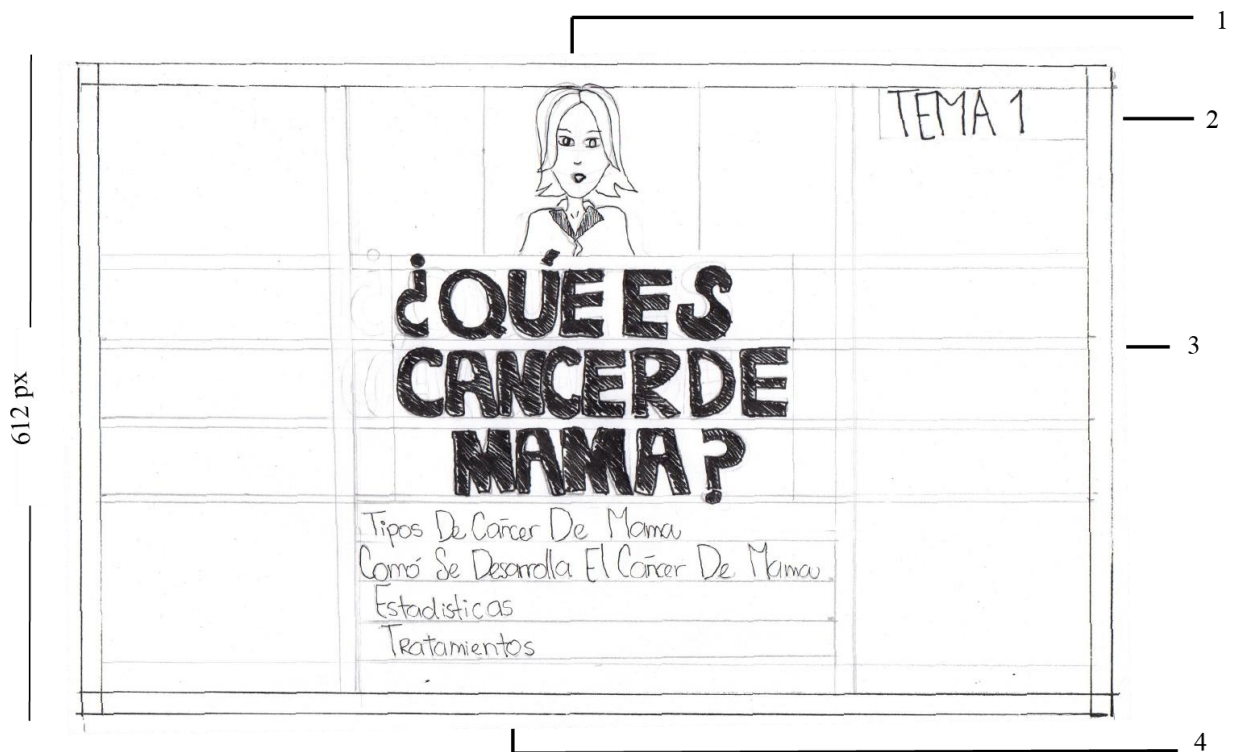 1
TEMA 1
2
¿QUÉ ES
CANCER DE
MAMA?
3
612 px
Tipos De Cáncer De Mama
Comó Se Desarrolla El Cáncer De Mama
Estadisticas
Tratamientos
4